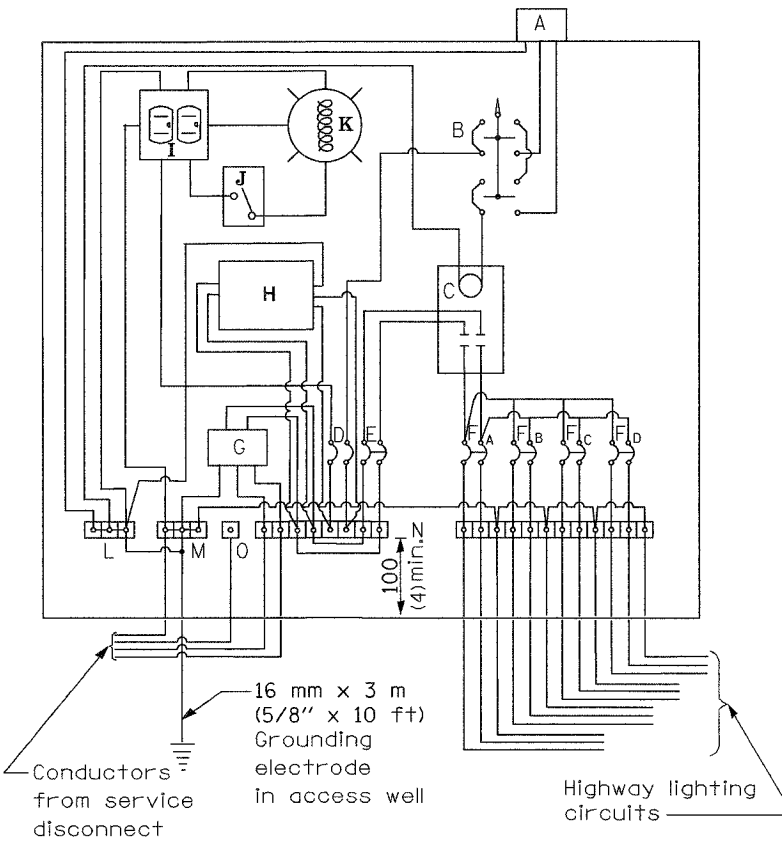 A
B
K
I
J
C
H
D
E
F
A
F
B
F
C
F
D
G
L
M
O
N
100
(4)min.
16 mm x 3 m
(5/8" x 10 ft)
Grounding
electrode
in access well
Conductors
from service
disconnect
Highway lighting
circuits